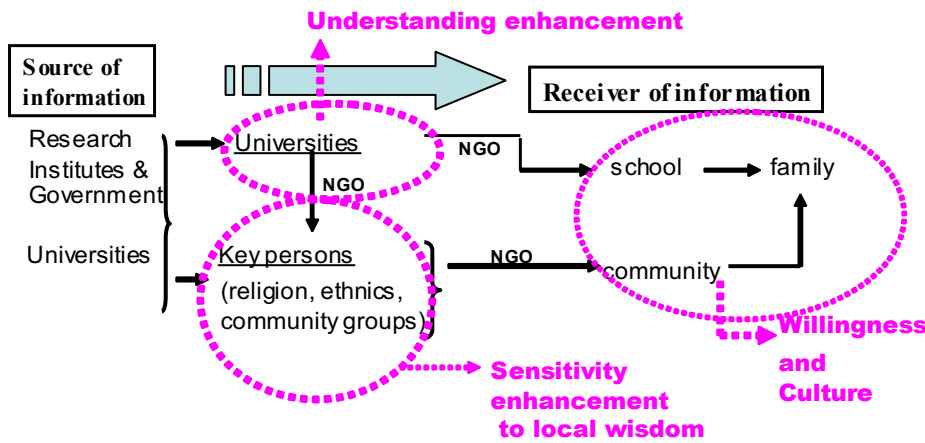 Understanding enhancement
Source of
information
Receiver of information
Research
Institutes &
Government
Universities
Universities
NGO
NGO
school
family
Key persons
(religion, ethnics,
community groups)
NGO
community
Willingness
and
Culture
Sensitivity
enhancement
to local wisdom